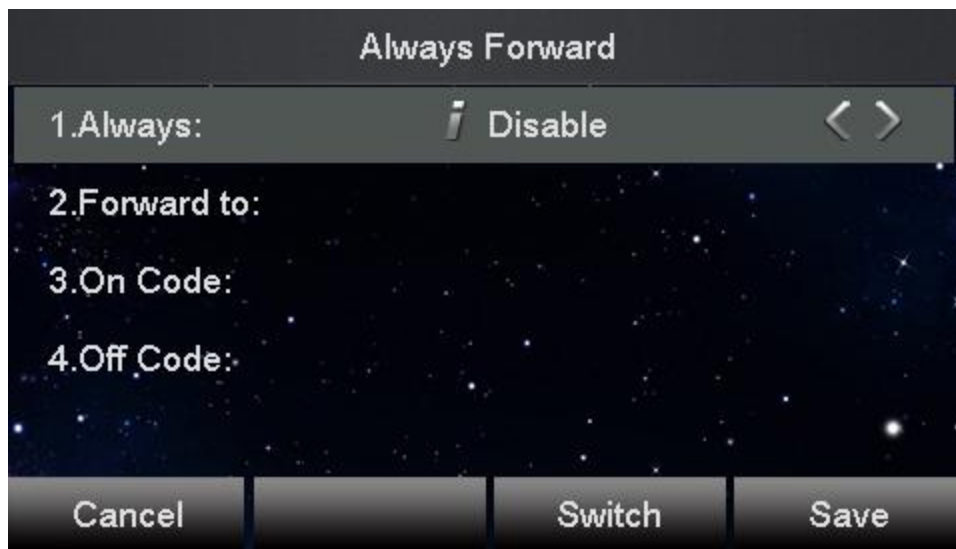 Always Forward
1.Always: i Disable
2.Forward to:
3.On Code:
4.Off Code:
Cancel Switch Save